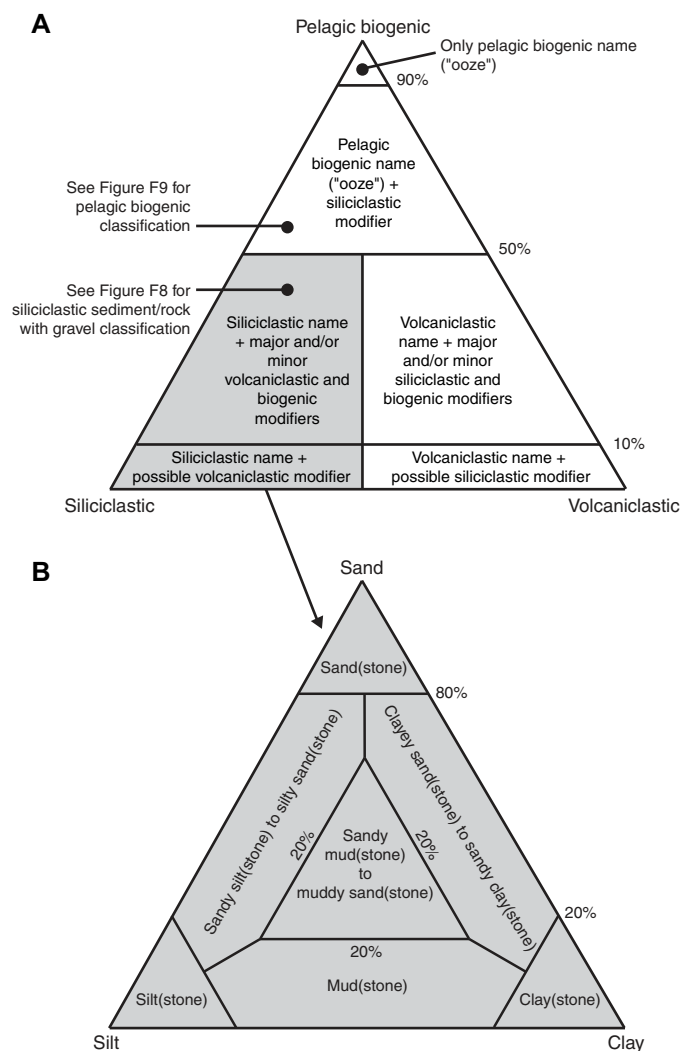 A
Pelagic biogenic
Only pelagic biogenic name
("ooze")
90%
Pelagic
biogenic name
("ooze") +
siliciclastic
modifier
See Figure F9 for
pelagic biogenic
classification
50%
See Figure F8 for
siliciclastic sediment/rock
with gravel classification
Siliciclastic name
+ major and/or
minor
volcaniclastic and
biogenic
modifiers
Volcaniclastic
name + major
and/or minor
siliciclastic and
biogenic modifiers
10%
Siliciclastic name +
possible volcaniclastic modifier
Volcaniclastic name +
possible siliciclastic modifier
Siliciclastic
Volcaniclastic
B
Sand
Sand(stone)
80%
Sandy silt(stone) to silty sand(stone)
Clayey sand(stone) to sandy clay(stone)
20%
20%
Sandy
mud(stone)
to
muddy sand(stone)
20%
20%
Mud(stone)
Silt(stone)
Clay(stone)
Silt
Clay